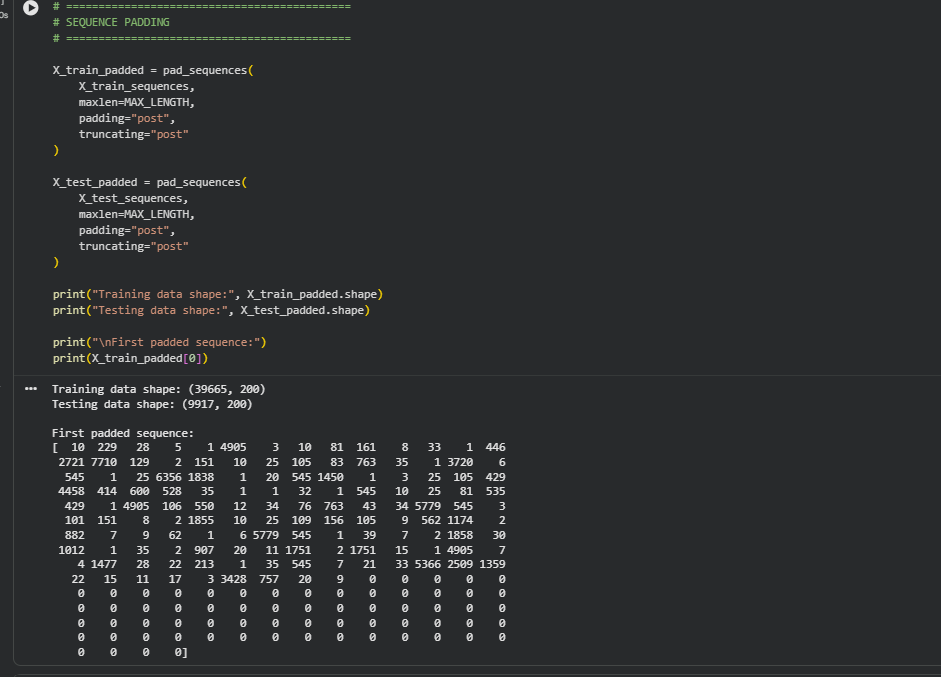 # ============================================
# SEQUENCE PADDING
# ============================================
X_train_padded = pad_sequences(
    X_train_sequences,
    maxlen=MAX_LENGTH,
    padding="post",
    truncating="post"
)
X_test_padded = pad_sequences(
    X_test_sequences,
    maxlen=MAX_LENGTH,
    padding="post",
    truncating="post"
)
print("Training data shape:", X_train_padded.shape)
print("Testing data shape:", X_test_padded.shape)
print("\nFirst padded sequence:")
print(X_train_padded[0])
Training data shape: (39665, 200)
Testing data shape: (9917, 200)
First padded sequence:
[  10  229   28    5    1 4905    3   10   81  161    8   33    1  446
 2721 7710  129    2  151   10   25  105   83  763   35    1 3720    6
  545    1   25 6356 1838    1   20  545 1450    1    3   25  105  429
 4458  414  600  528   35    1    1   32    1  545   10   25   81  535
  429    1 4905  106  550   12   34   76  763   43   34 5779  545    3
  101  151    8    2 1855   10   25  109  156  105    9  562 1174    2
  882    7    9   62    1    6 5779  545    1   39    7    2 1858   30
 1012    1   35    2  907   20   11 1751    2 1751   15    1 4905    7
    4 1477   28   22  213    1   35  545    7   21   33 5366 2509 1359
   22   15   11   17    3 3428  757   20    9    0    0    0    0    0
    0    0    0    0    0    0    0    0    0    0    0    0    0    0
    0    0    0    0    0    0    0    0    0    0    0    0    0    0
    0    0    0    0    0    0    0    0    0    0    0    0    0    0
    0    0    0    0    0    0    0    0    0    0    0    0    0    0
    0    0    0    0]